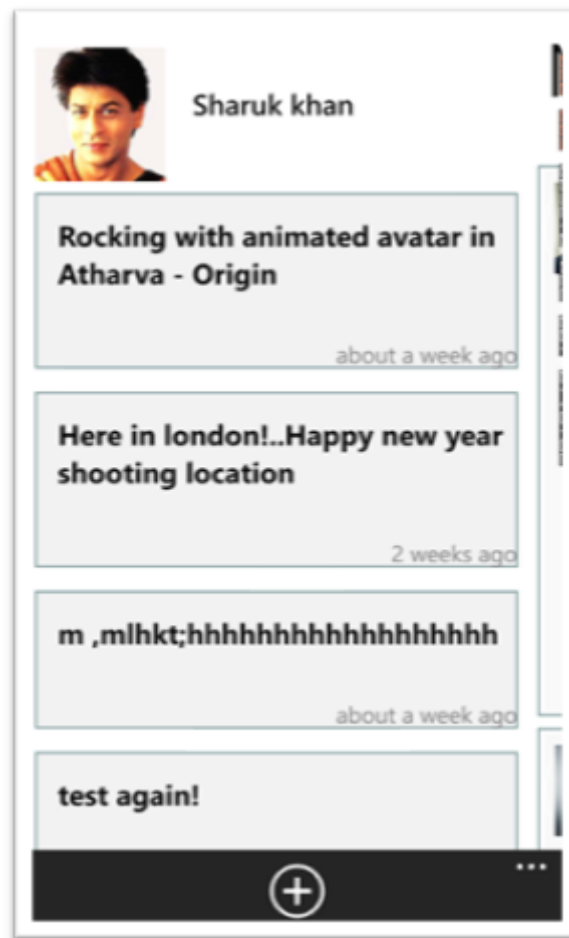 Sharuk khan
Rocking with animated avatar in
Atharva - Origin
about a week ago
Here in london!..Happy new year
shooting location
2 weeks ago
m ,mlhkt;hhhhhhhhhhhhhhhhhhh
about a week ago
test again!